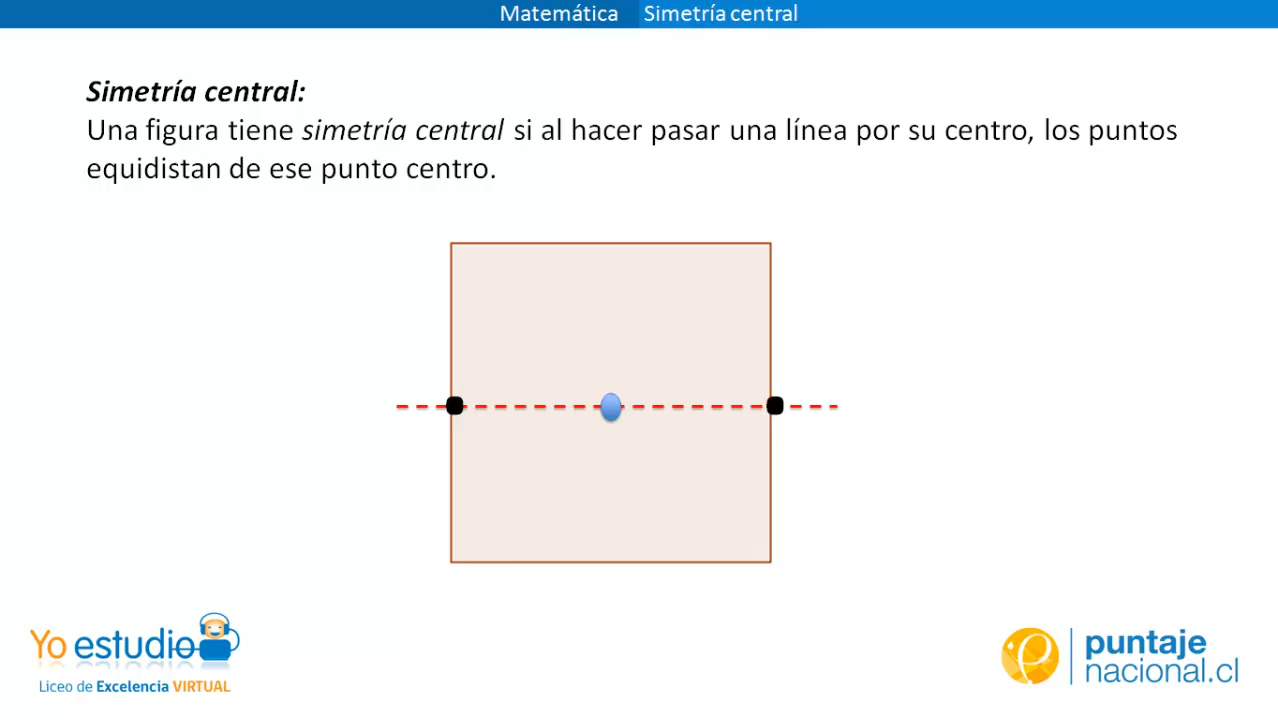 Matemática Simetría central
Simetría central:
Una figura tiene simetría central si al hacer pasar una línea por su centro, los puntos
equidistan de ese punto centro.
Yo estudio
Liceo de Excelencia VIRTUAL
puntaje
nacional.cl